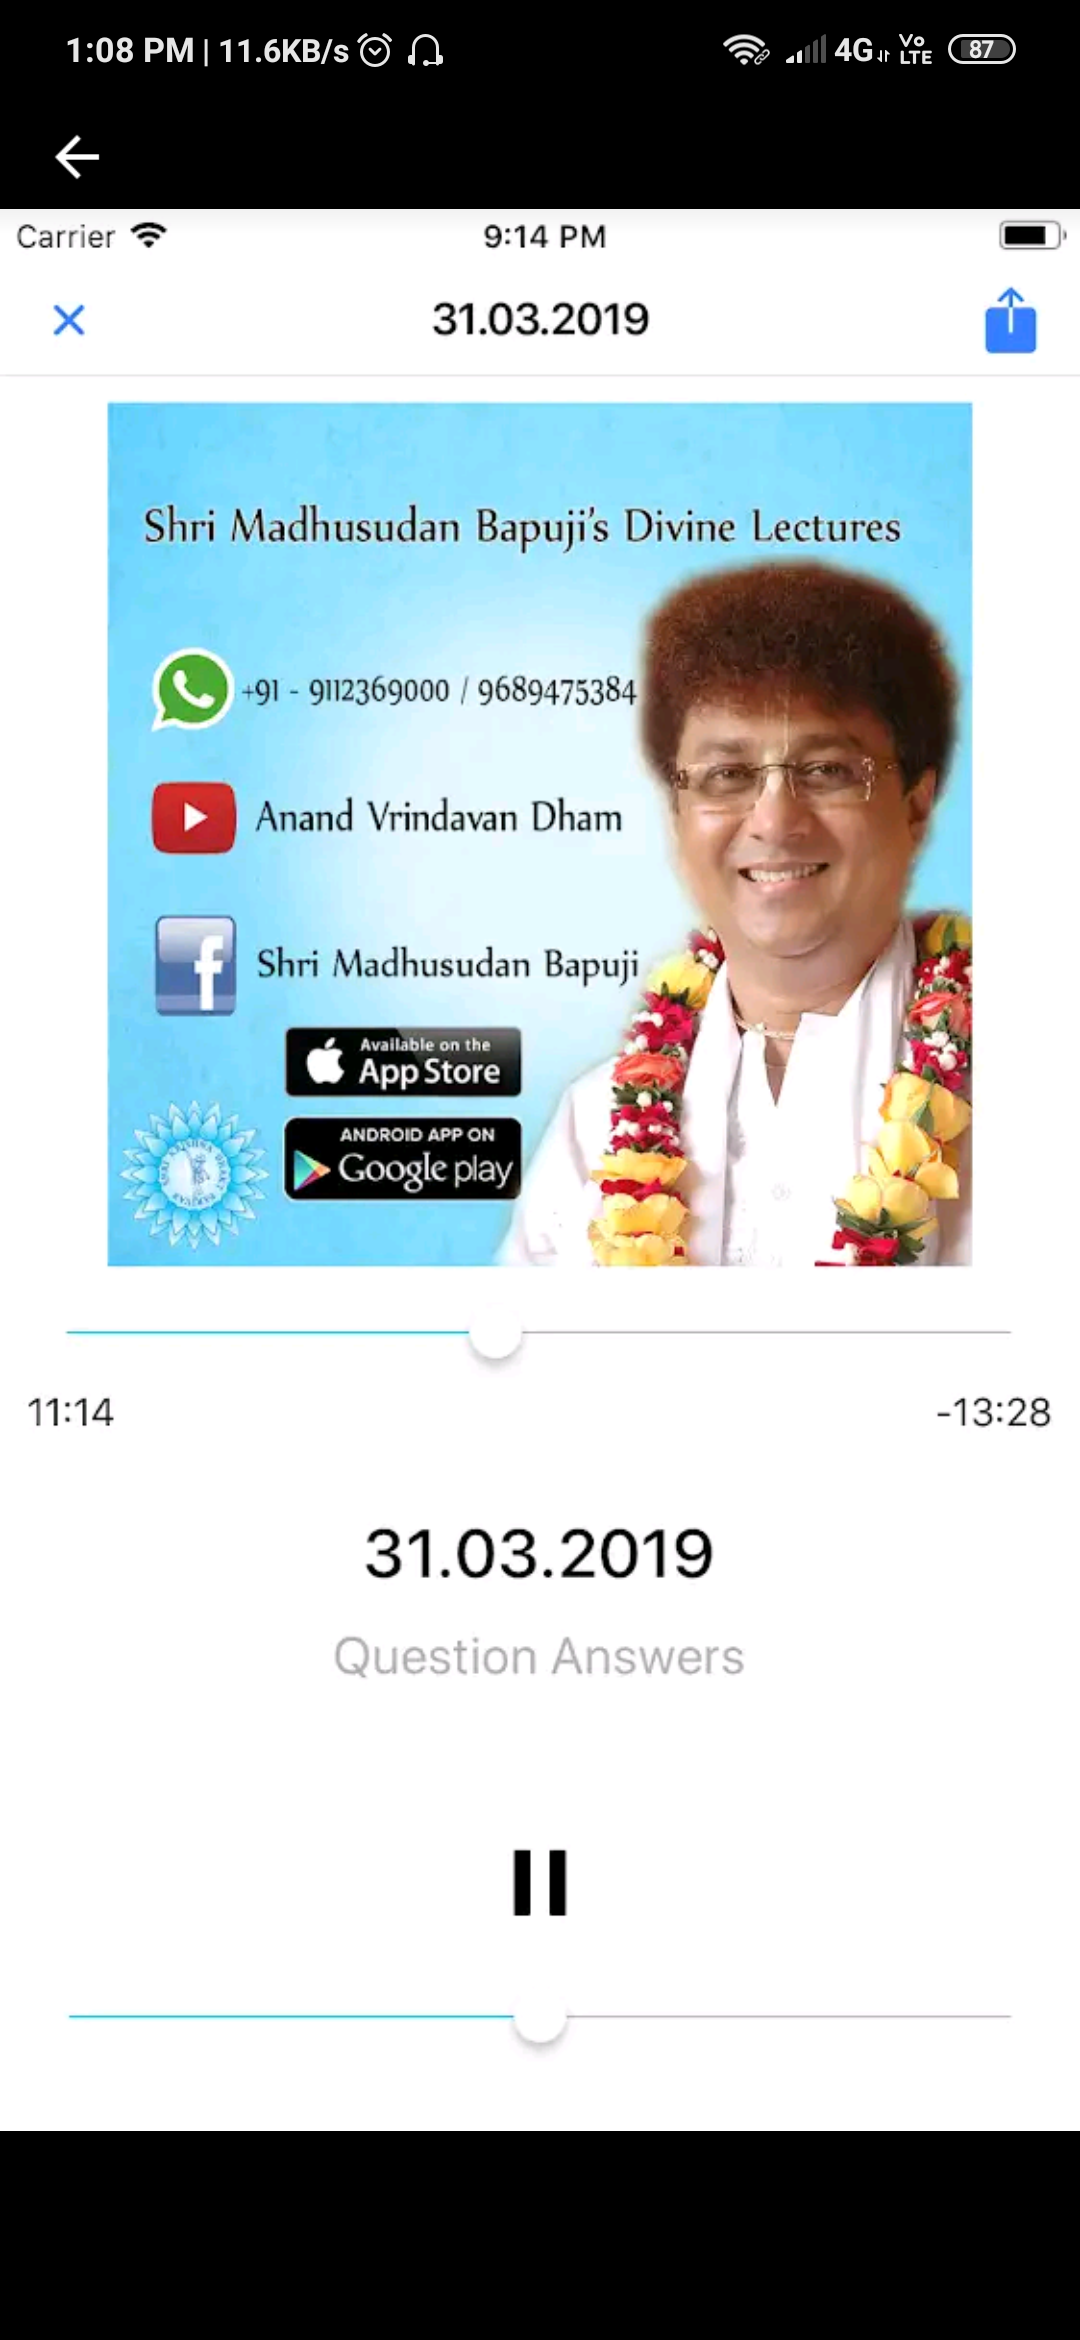 1:08 PM | 11.6KB/s
4G Vo LTE 87
Carrier 9:14 PM
31.03.2019
Shri Madhusudan Bapuji's Divine Lectures
+91 - 9112369000 / 9689475384
Anand Vrindavan Dham
Shri Madhusudan Bapuji
Available on the
App Store
ANDROID APP ON
Google play
11:14 -13:28
31.03.2019
Question Answers